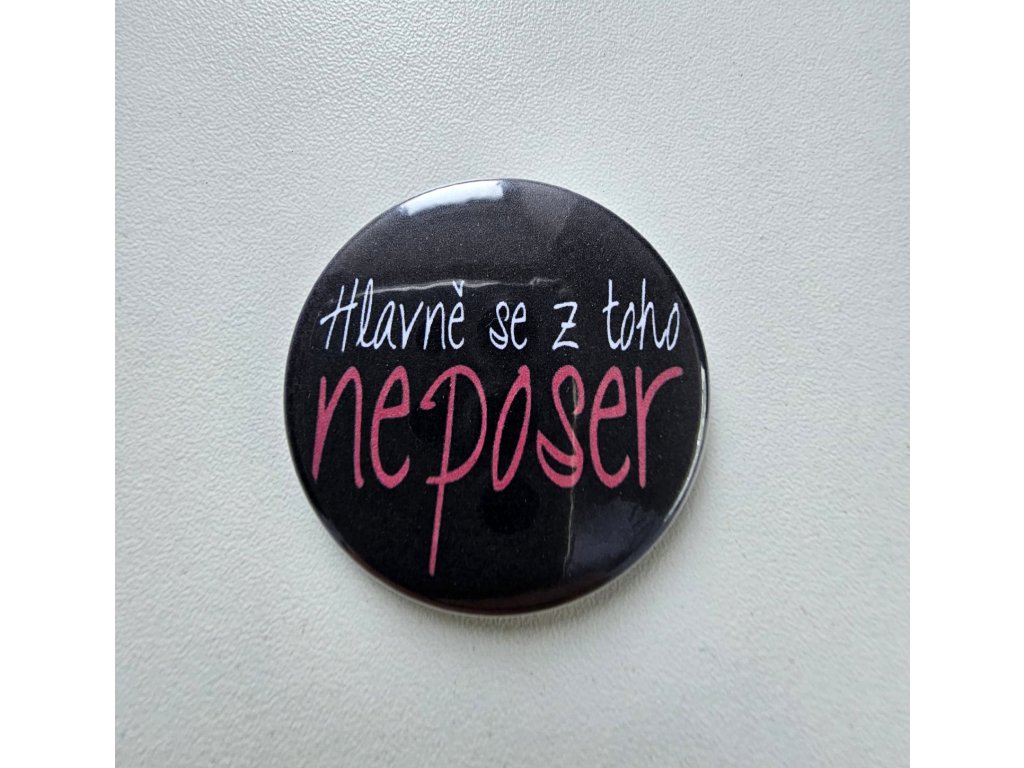 Hlavně se z toho
neposer